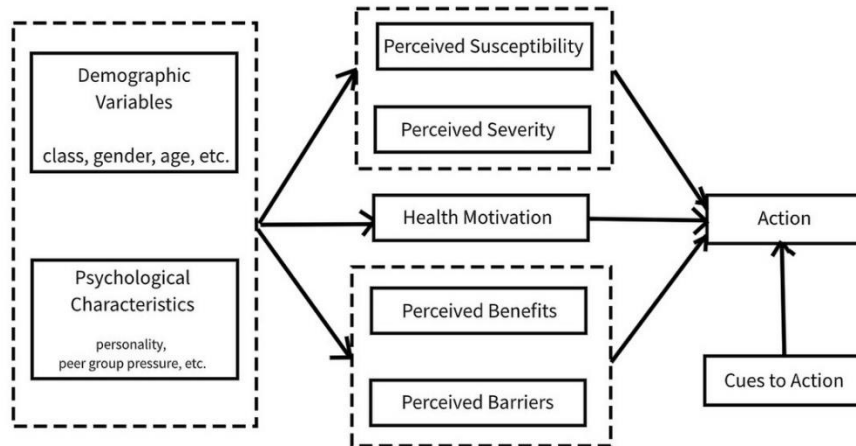 Demographic
Variables
class, gender, age, etc.
Psychological
Characteristics
personality,
peer group pressure, etc.
Perceived Susceptibility
Perceived Severity
Health Motivation
Perceived Benefits
Perceived Barriers
Action
Cues to Action